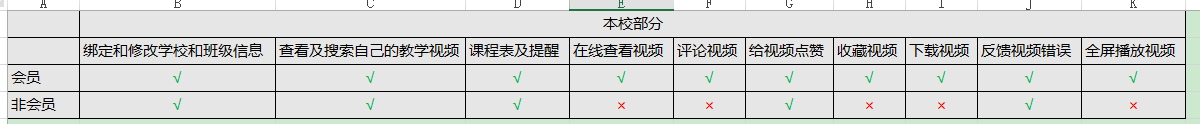 A B C D E F G H I J K
本校部分
绑定和修改学校和班级信息 查看及搜索自己的教学视频 课程表及提醒 在线查看视频 评论视频 给视频点赞 收藏视频 下载视频 反馈视频错误 全屏播放视频
会员 √ √ √ √ √ √ √ √ √ √
非会员 √ √ √ × × √ × × √ ×